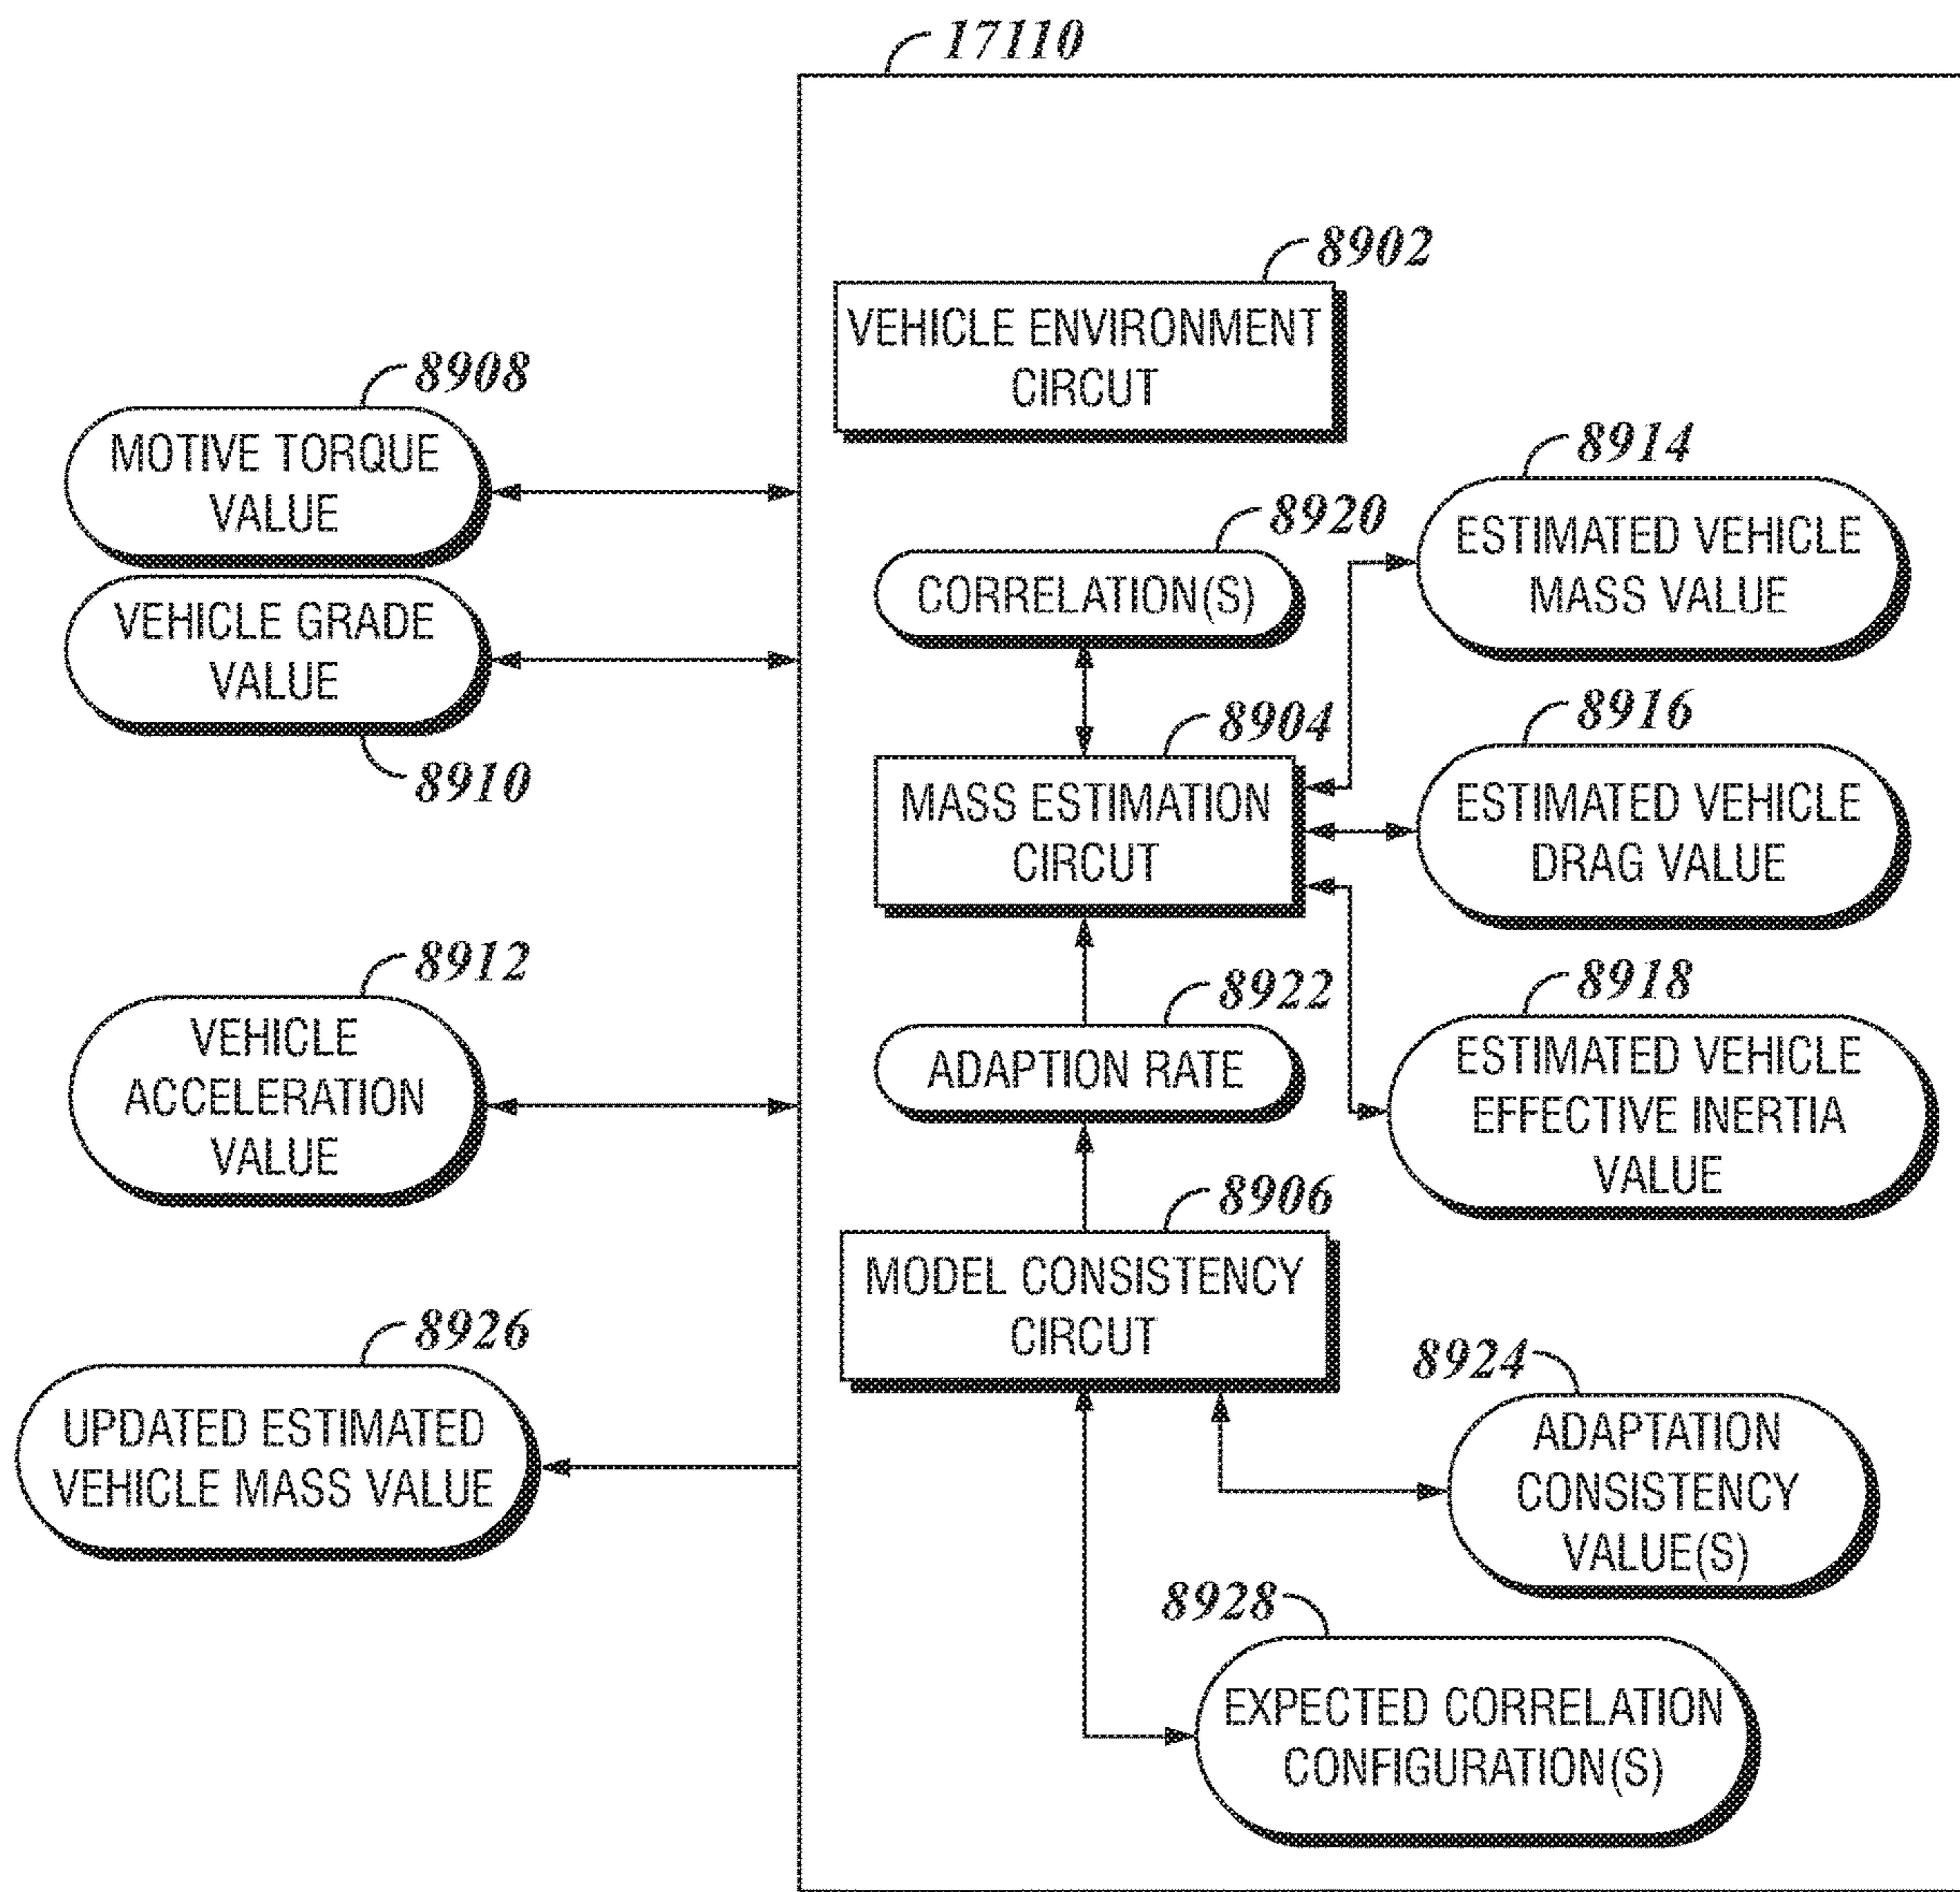 17110
8902
VEHICLE ENVIRONMENT
CIRCUT
8908
MOTIVE TORQUE
VALUE
VEHICLE GRADE
VALUE
8910
8920
CORRELATION(S)
8914
ESTIMATED VEHICLE
MASS VALUE
8904
MASS ESTIMATION
CIRCUT
8916
ESTIMATED VEHICLE
DRAG VALUE
8912
VEHICLE
ACCELERATION
VALUE
8922
ADAPTION RATE
8918
ESTIMATED VEHICLE
EFFECTIVE INERTIA
VALUE
8906
MODEL CONSISTENCY
CIRCUT
8926
UPDATED ESTIMATED
VEHICLE MASS VALUE
8924
ADAPTATION
CONSISTENCY
VALUE(S)
8928
EXPECTED CORRELATION
CONFIGURATION(S)